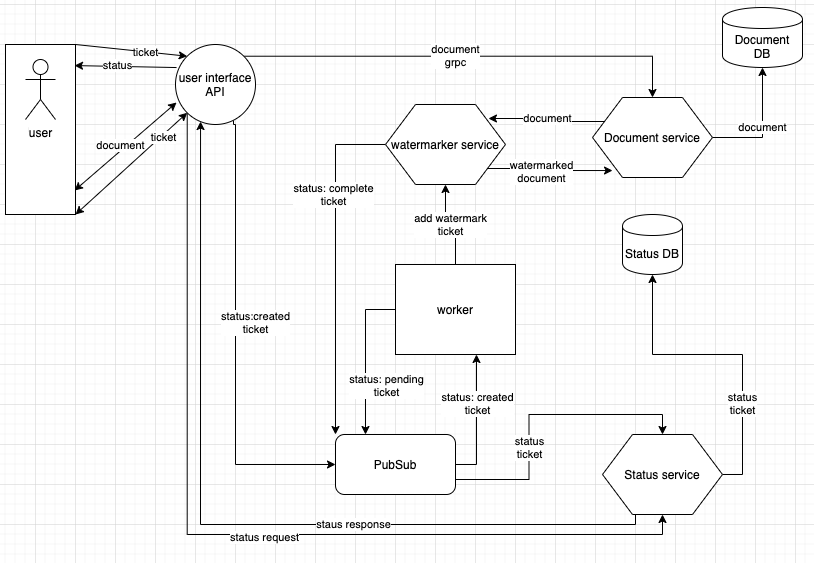 Document
DB
ticket
document
grpc
status
user interface
API
document
document
user
ticket
document
watermarker service
Document service
watermarked
document
status: complete
ticket
add watermark
ticket
Status DB
status:created
ticket
worker
status: pending
ticket
status: created
ticket
status
ticket
status
ticket
PubSub
Status service
staus response
status request